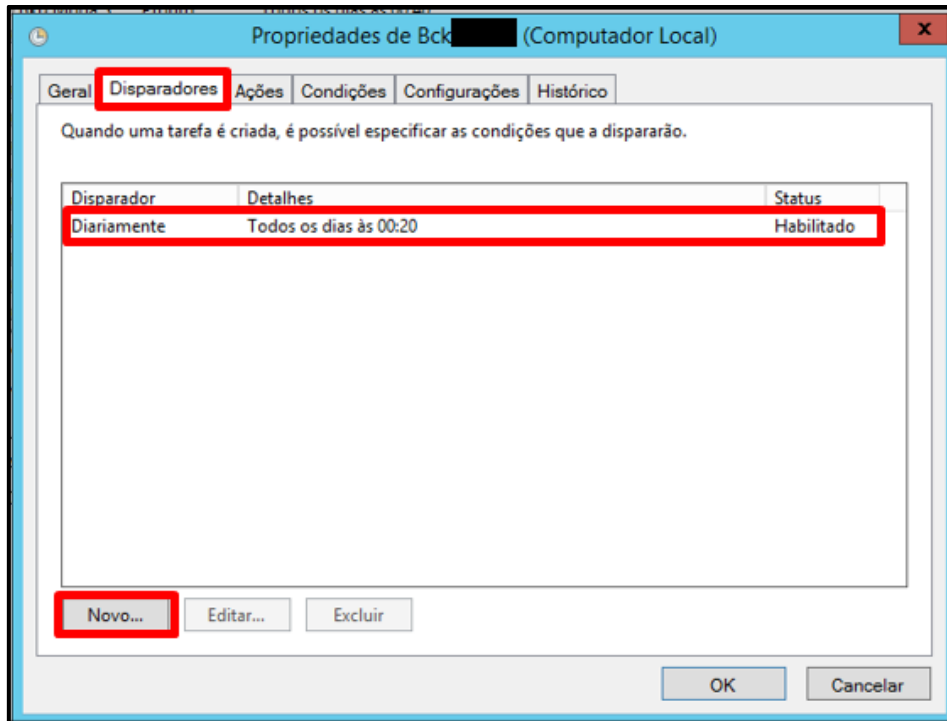 Propriedades de Bck (Computador Local)
x
Geral Disparadores Ações Condições Configurações Histórico
Quando uma tarefa é criada, é possível especificar as condições que a dispararão.
Disparador Detalhes Status
Diariamente Todos os dias às 00:20 Habilitado
Novo... Editar... Excluir
OK Cancelar